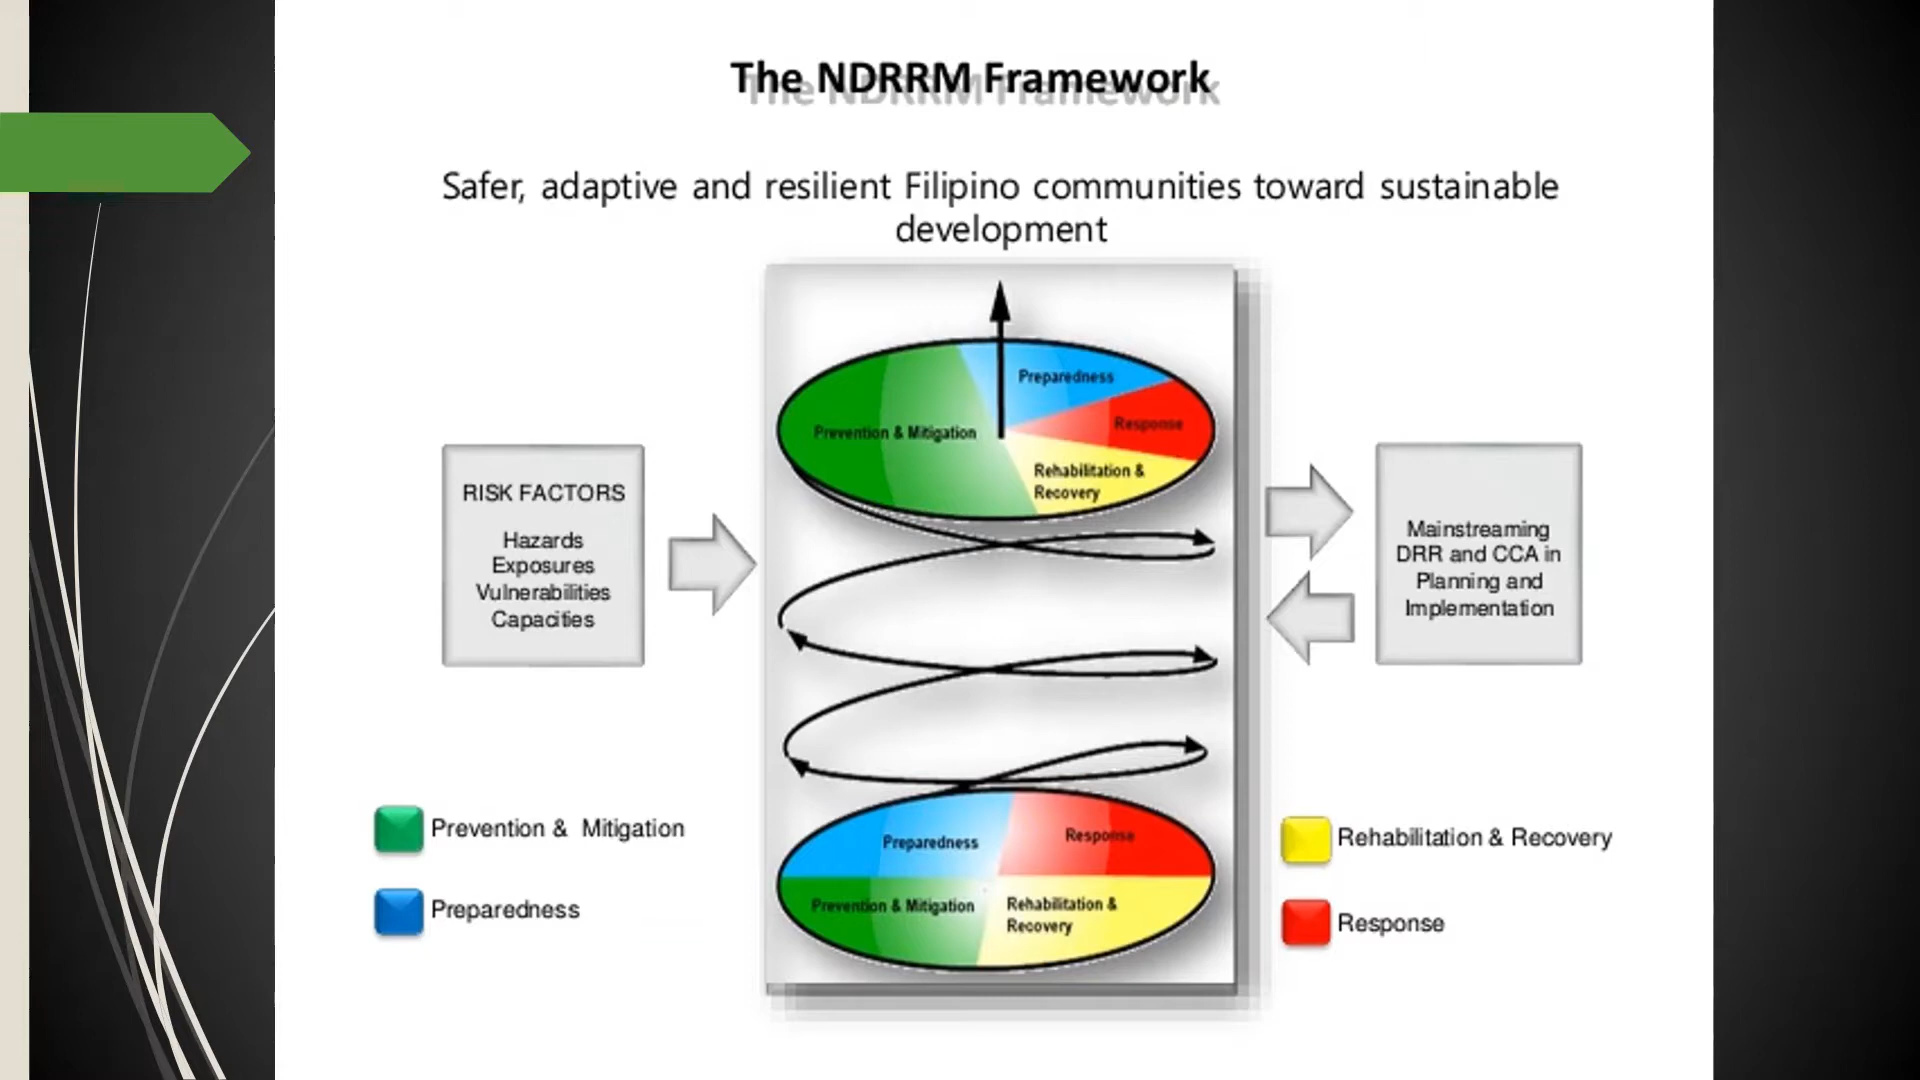 The NDRRM Framework
Safer, adaptive and resilient Filipino communities toward sustainable
development
Preparedness
Response
Prevention & Mitigation
Rehabilitation &
Recovery
RISK FACTORS
Hazards
Exposures
Vulnerabilities
Capacities
Mainstreaming
DRR and CCA in
Planning and
Implementation
Preparedness
Response
Prevention & Mitigation
Rehabilitation &
Recovery
Prevention & Mitigation
Preparedness
Rehabilitation & Recovery
Response